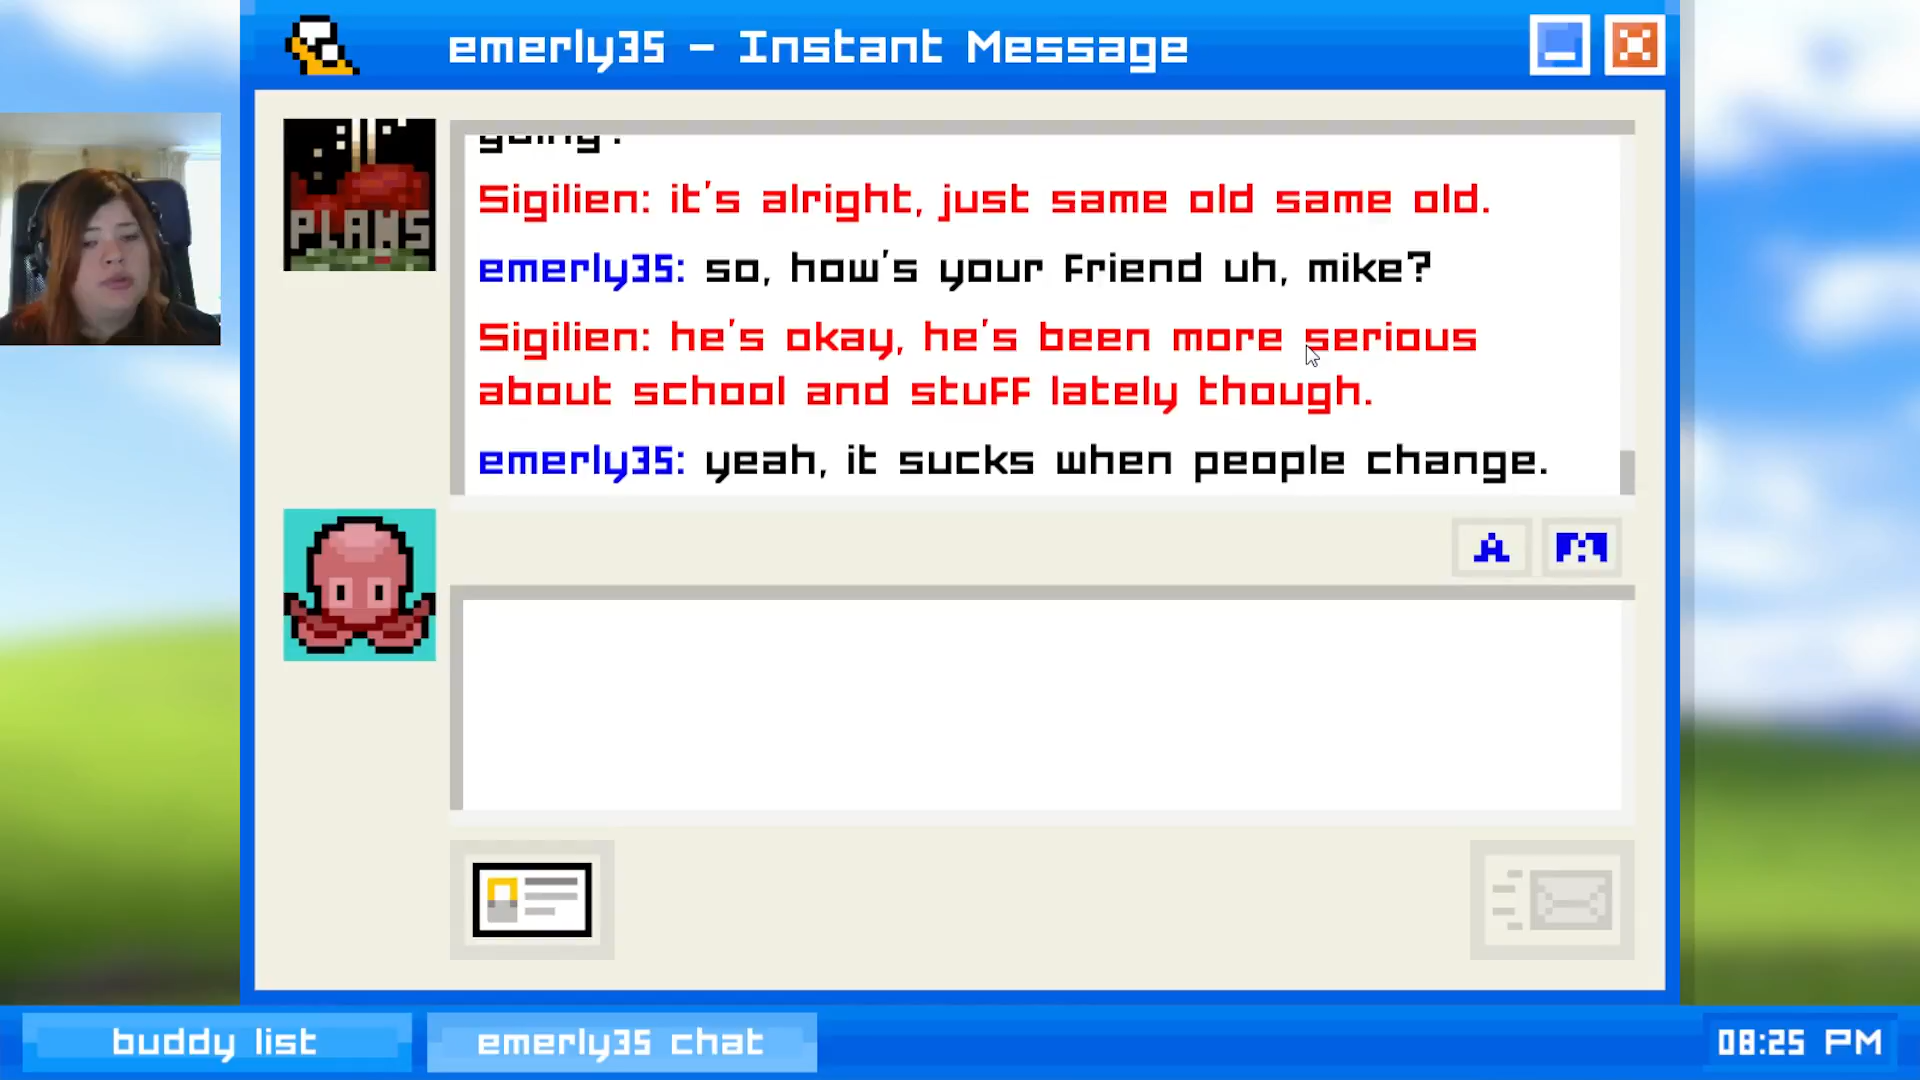 emerly35 – Instant Message
PLANS
going?
Sigilien: it's alright, just same old same old.
emerly35: so, how's your friend uh, mike?
Sigilien: he's okay, he's been more serious
about school and stuff lately though.
emerly35: yeah, it sucks when people change.
A
buddy list
emerly35 chat
08:25 PM